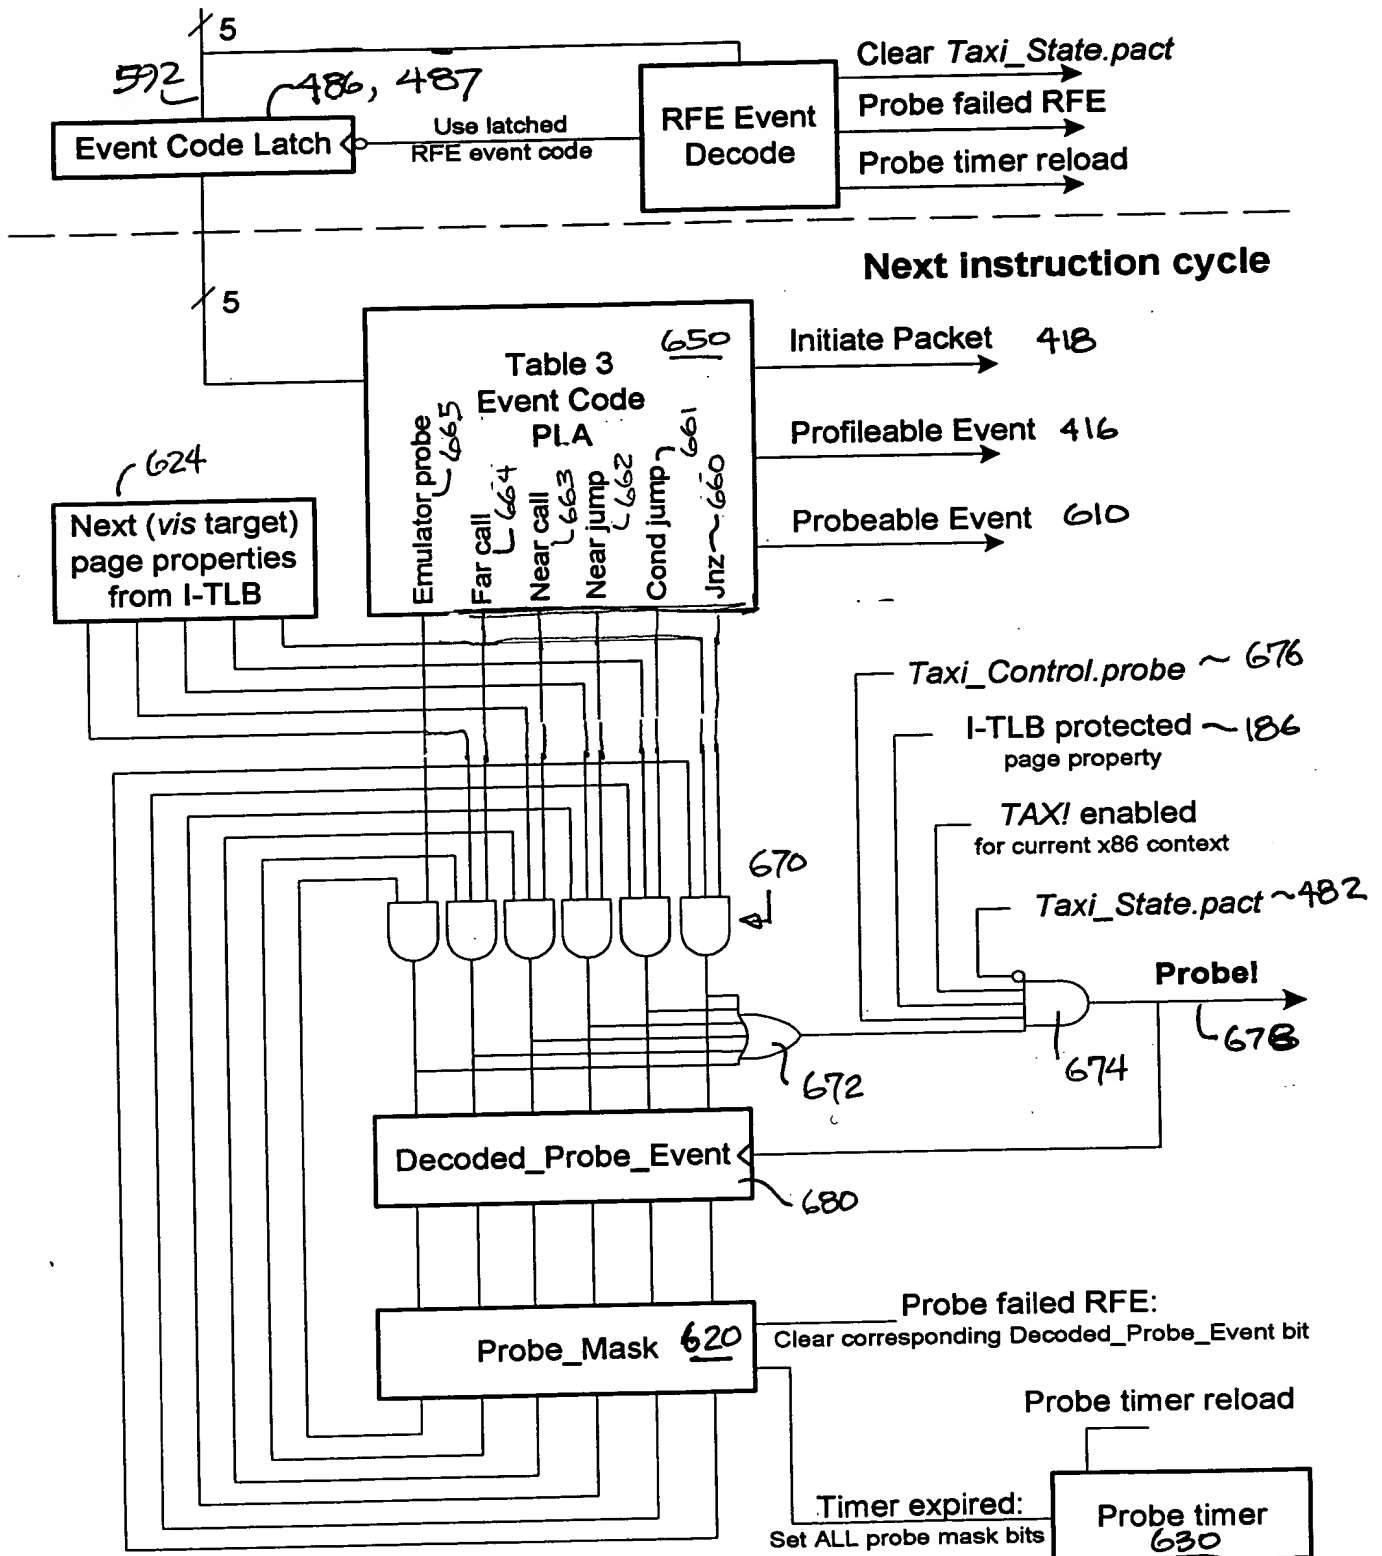 5
592
486, 487
Event Code Latch
Use latched
RFE event code
RFE Event
Decode
Clear Taxi_State.pact
Probe failed RFE
Probe timer reload
Next instruction cycle
5
650
Table 3
Event Code
PLA
Emulator probe
665
Far call
664
Near call
663
Near jump
662
Cond jump
661
Jnz ~ 660
Initiate Packet 418
Profileable Event 416
Probeable Event 610
624
Next (vis target)
page properties
from I-TLB
Taxi_Control.probe ~ 676
I-TLB protected ~ 186
page property
TAX! enabled
for current x86 context
Taxi_State.pact ~ 482
670
Probe!
678
674
672
Decoded_Probe_Event
680
Probe_Mask 620
Probe failed RFE:
Clear corresponding Decoded_Probe_Event bit
Probe timer reload
Timer expired:
Set ALL probe mask bits
Probe timer
630